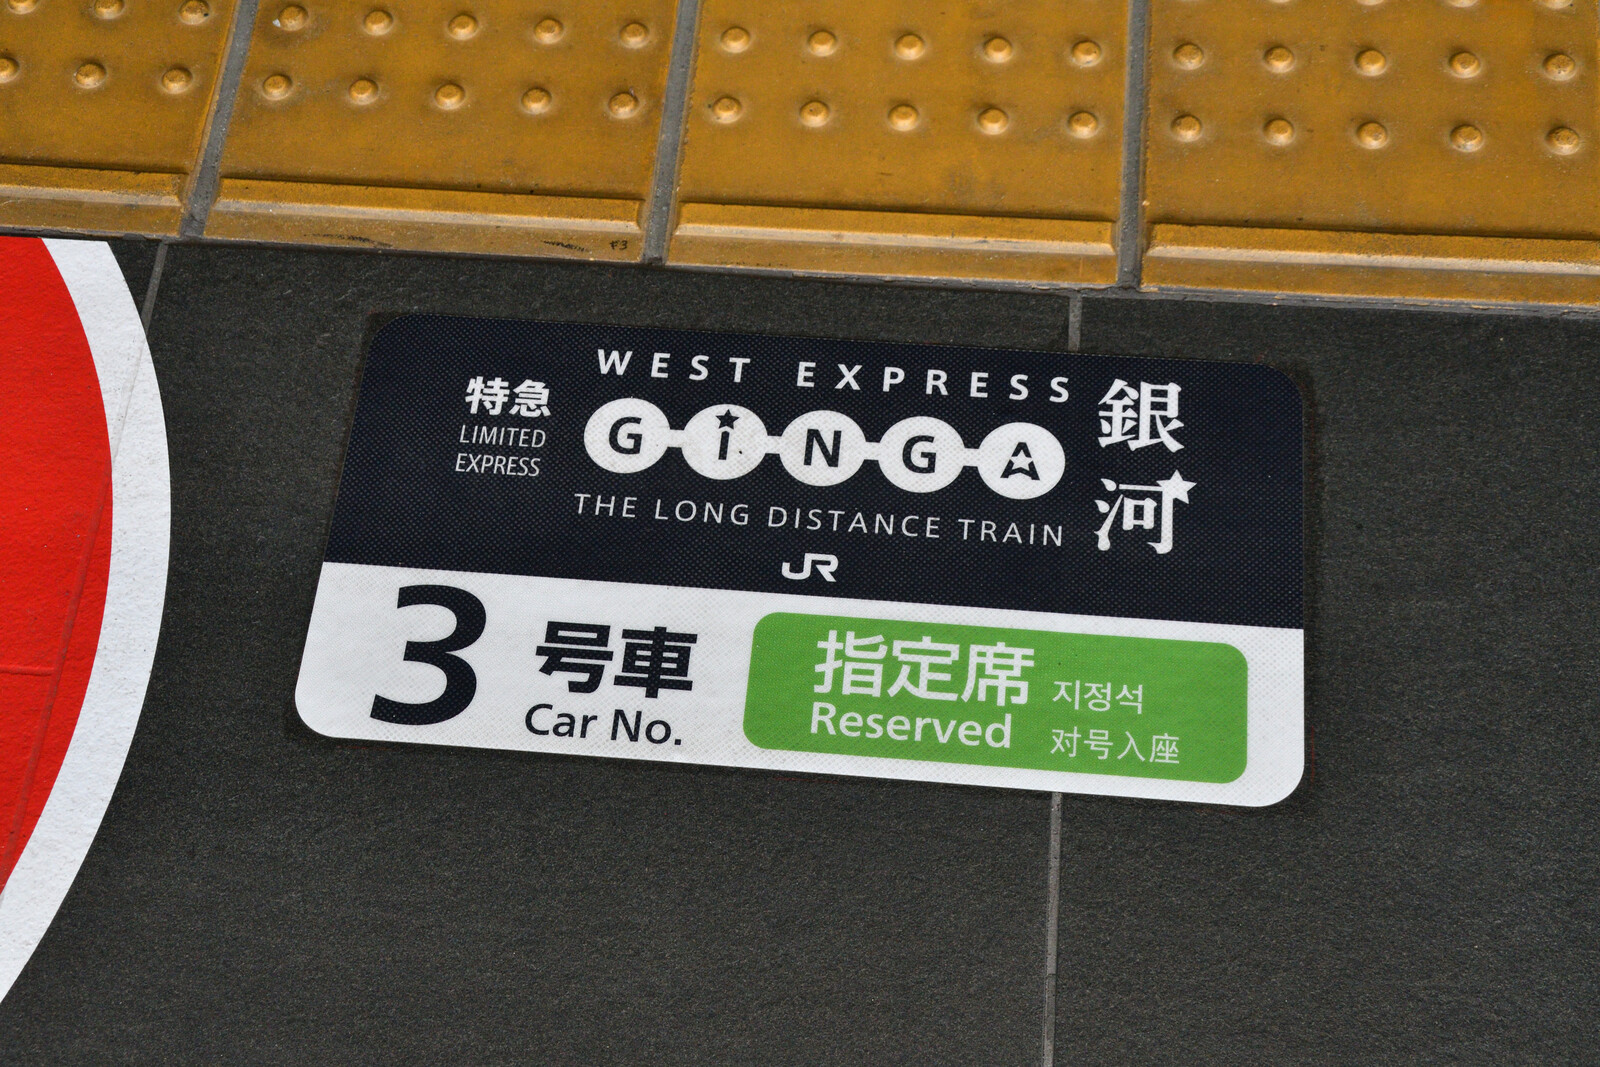 WEST EXPRESS
特急
LIMITED
EXPRESS
GINGA
銀河
THE LONG DISTANCE TRAIN
JR
3 号車
Car No.
指定席
Reserved
지정석
对号入座
F3